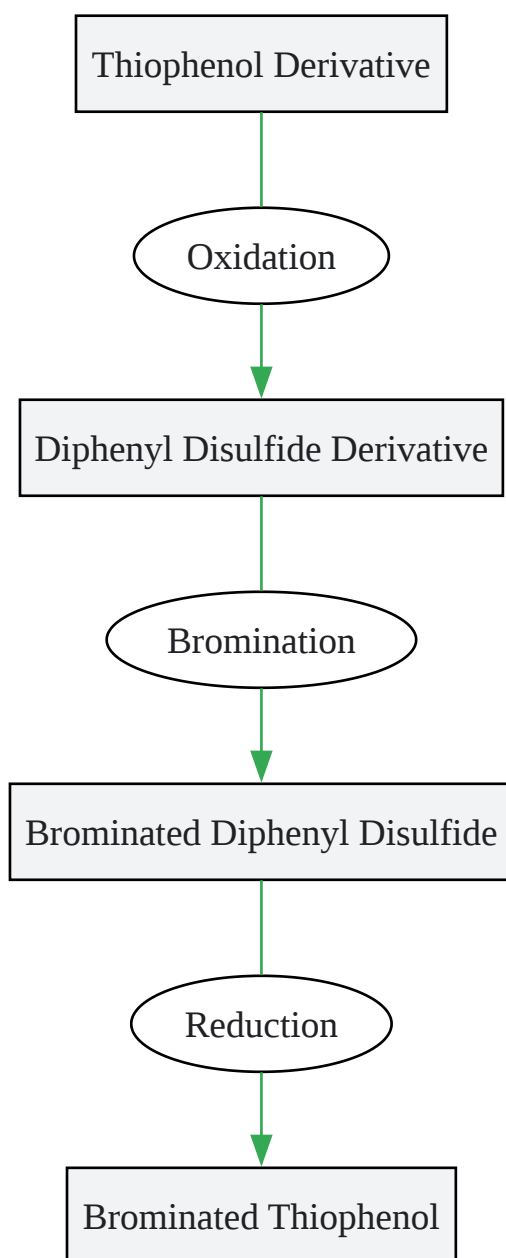 Thiophenol Derivative
Oxidation
Diphenyl Disulfide Derivative
Bromination
Brominated Diphenyl Disulfide
Reduction
Brominated Thiophenol